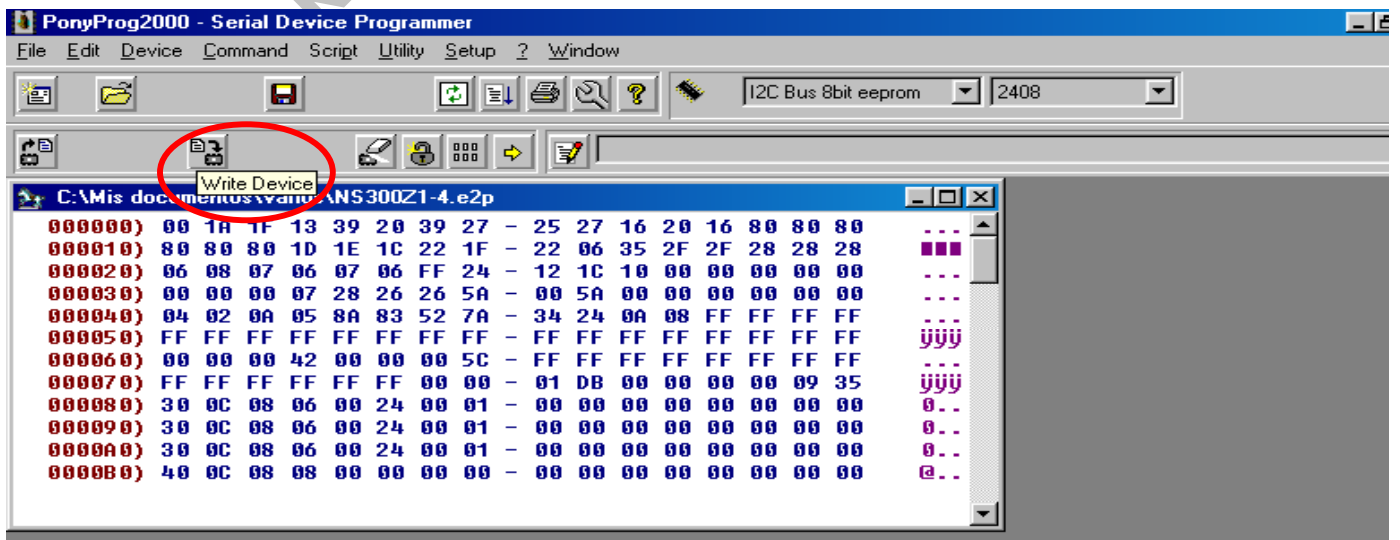 PonyProg2000 - Serial Device Programmer
File Edit Device Command Script Utility Setup ? Window
I2C Bus 8bit eeprom 2408
Write Device
C:\Mis documentos\varios\NS300Z1-4.e2p
000000) 00 1A 1F 13 39 20 39 27 - 25 27 16 20 16 80 80 80 ...
000010) 80 80 80 1D 1E 1C 22 1F - 22 06 35 2F 2F 28 28 28 ■■■
000020) 06 08 07 06 07 06 FF 24 - 12 1C 10 00 00 00 00 00 ...
000030) 00 00 00 07 28 26 26 5A - 00 5A 00 00 00 00 00 00 ...
000040) 04 02 0A 05 8A 83 52 7A - 34 24 0A 08 FF FF FF FF ...
000050) FF FF FF FF FF FF FF FF - FF FF FF FF FF FF FF FF ÿÿÿ
000060) 00 00 00 42 00 00 00 5C - FF FF FF FF FF FF FF FF ...
000070) FF FF FF FF FF FF 00 00 - 01 DB 00 00 00 00 09 35 ÿÿÿ
000080) 30 0C 08 06 00 24 00 01 - 00 00 00 00 00 00 00 00 0..
000090) 30 0C 08 06 00 24 00 01 - 00 00 00 00 00 00 00 00 0..
0000A0) 30 0C 08 06 00 24 00 01 - 00 00 00 00 00 00 00 00 0..
0000B0) 40 0C 08 08 00 00 00 00 - 00 00 00 00 00 00 00 00 @..